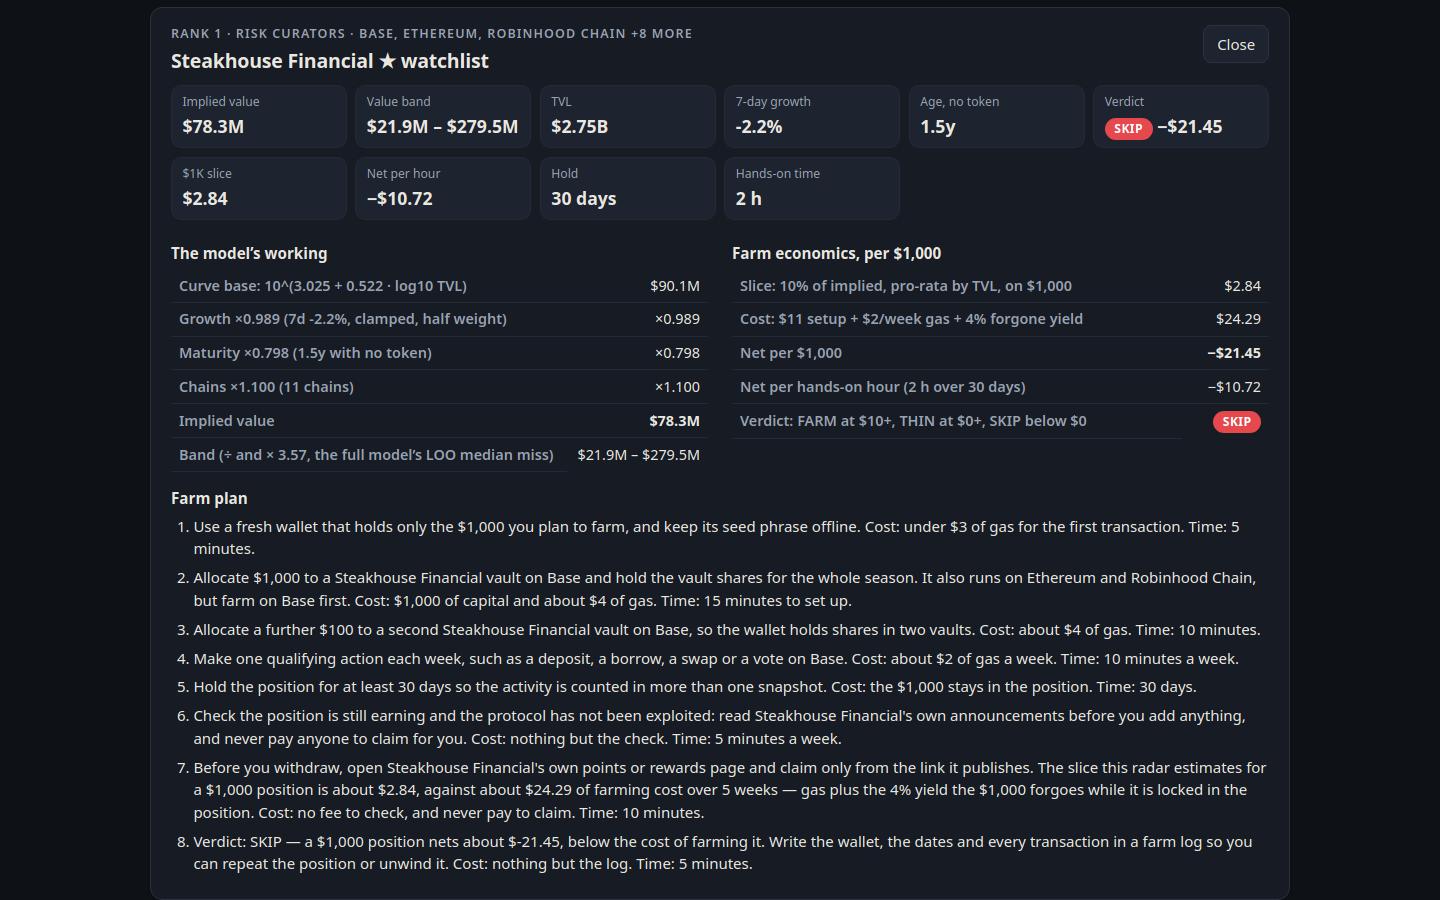 RANK 1 · RISK CURATORS · BASE, ETHEREUM, ROBINHOOD CHAIN +8 MORE
Steakhouse Financial ★ watchlist
Close
Implied value
$78.3M
Value band
$21.9M – $279.5M
TVL
$2.75B
7-day growth
-2.2%
Age, no token
1.5y
Verdict
SKIP −$21.45
$1K slice
$2.84
Net per hour
−$10.72
Hold
30 days
Hands-on time
2 h
The model’s working
Curve base: 10^(3.025 + 0.522 · log10 TVL) $90.1M
Growth ×0.989 (7d -2.2%, clamped, half weight) ×0.989
Maturity ×0.798 (1.5y with no token) ×0.798
Chains ×1.100 (11 chains) ×1.100
Implied value $78.3M
Band (÷ and × 3.57, the full model’s LOO median miss) $21.9M – $279.5M
Farm economics, per $1,000
Slice: 10% of implied, pro-rata by TVL, on $1,000 $2.84
Cost: $11 setup + $2/week gas + 4% forgone yield $24.29
Net per $1,000 −$21.45
Net per hands-on hour (2 h over 30 days) −$10.72
Verdict: FARM at $10+, THIN at $0+, SKIP below $0 SKIP
Farm plan
1. Use a fresh wallet that holds only the $1,000 you plan to farm, and keep its seed phrase offline. Cost: under $3 of gas for the first transaction. Time: 5
minutes.
2. Allocate $1,000 to a Steakhouse Financial vault on Base and hold the vault shares for the whole season. It also runs on Ethereum and Robinhood Chain,
but farm on Base first. Cost: $1,000 of capital and about $4 of gas. Time: 15 minutes to set up.
3. Allocate a further $100 to a second Steakhouse Financial vault on Base, so the wallet holds shares in two vaults. Cost: about $4 of gas. Time: 10 minutes.
4. Make one qualifying action each week, such as a deposit, a borrow, a swap or a vote on Base. Cost: about $2 of gas a week. Time: 10 minutes a week.
5. Hold the position for at least 30 days so the activity is counted in more than one snapshot. Cost: the $1,000 stays in the position. Time: 30 days.
6. Check the position is still earning and the protocol has not been exploited: read Steakhouse Financial's own announcements before you add anything,
and never pay anyone to claim for you. Cost: nothing but the check. Time: 5 minutes a week.
7. Before you withdraw, open Steakhouse Financial's own points or rewards page and claim only from the link it publishes. The slice this radar estimates for
a $1,000 position is about $2.84, against about $24.29 of farming cost over 5 weeks — gas plus the 4% yield the $1,000 forgoes while it is locked in the
position. Cost: no fee to check, and never pay to claim. Time: 10 minutes.
8. Verdict: SKIP — a $1,000 position nets about $-21.45, below the cost of farming it. Write the wallet, the dates and every transaction in a farm log so you
can repeat the position or unwind it. Cost: nothing but the log. Time: 5 minutes.